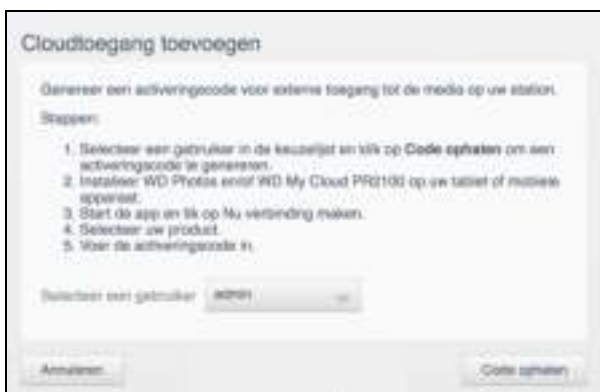 Cloudtoegang toevoegen
Genereer een activeringscode voor externe toegang tot de media op uw station.
Stappen:
1. Selecteer een gebruiker in de keuzelijst en klik op Code ophalen om een
activeringscode te genereren.
2. Installeer WD Photos en/of WD My Cloud PR2100 op uw tablet of mobiele
apparaat.
3. Start de app en tik op Nu verbinding maken.
4. Selecteer uw product.
5. Voer de activeringscode in.
Selecteer een gebruiker admin
Annuleren Code ophalen